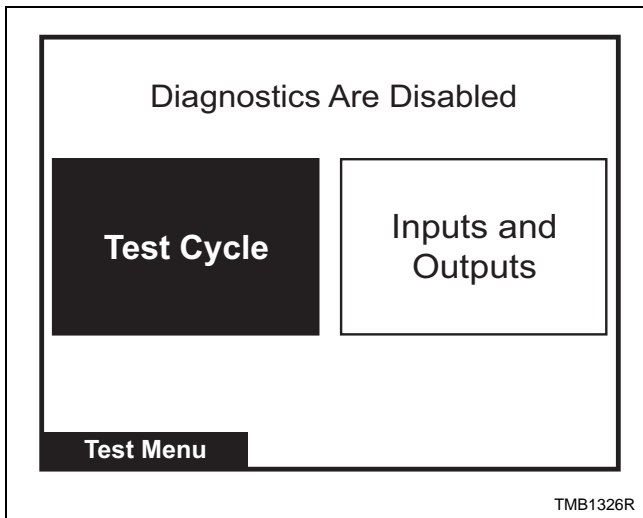 Diagnostics Are Disabled
Test Cycle
Inputs and
Outputs
Test Menu
TMB1326R